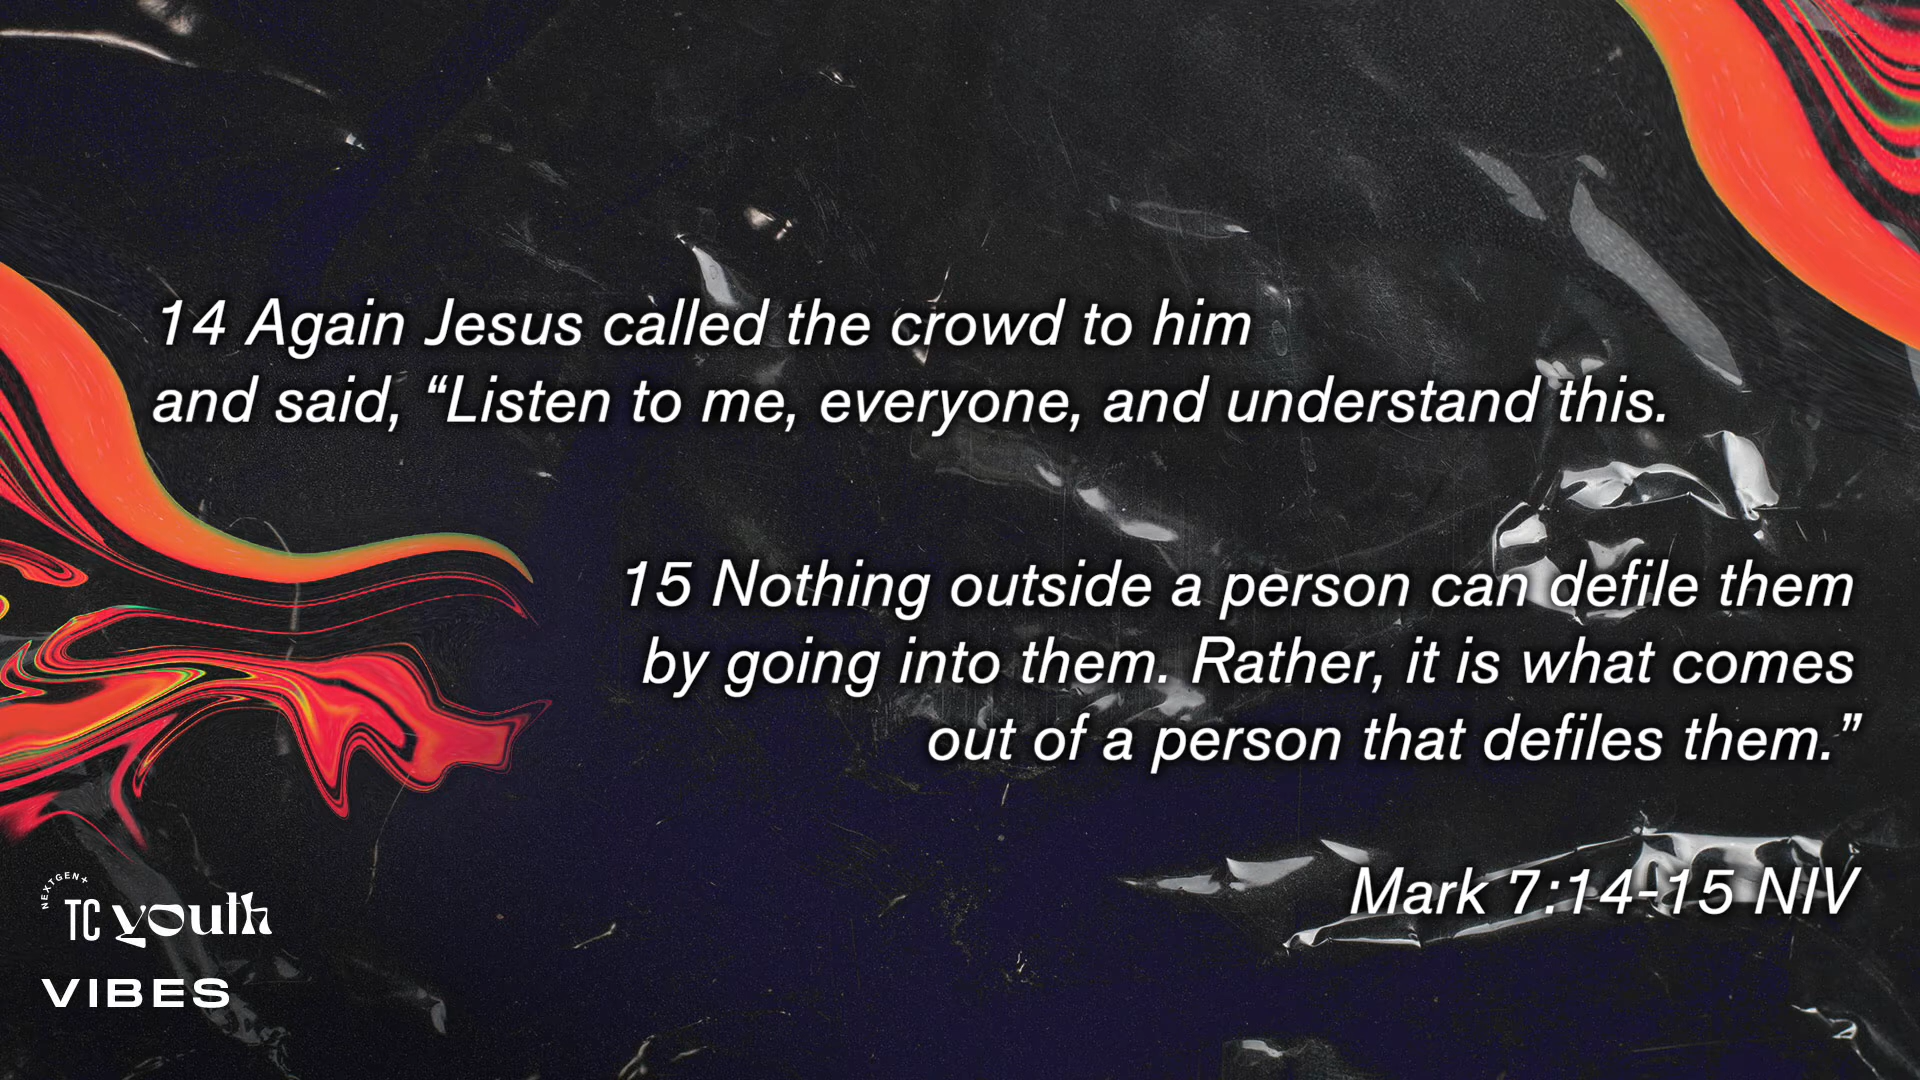 14 Again Jesus called the crowd to him
and said, “Listen to me, everyone, and understand this.
15 Nothing outside a person can defile them
by going into them. Rather, it is what comes
out of a person that defiles them.”
Mark 7:14-15 NIV
NEXTGEN+
TC youth
VIBES